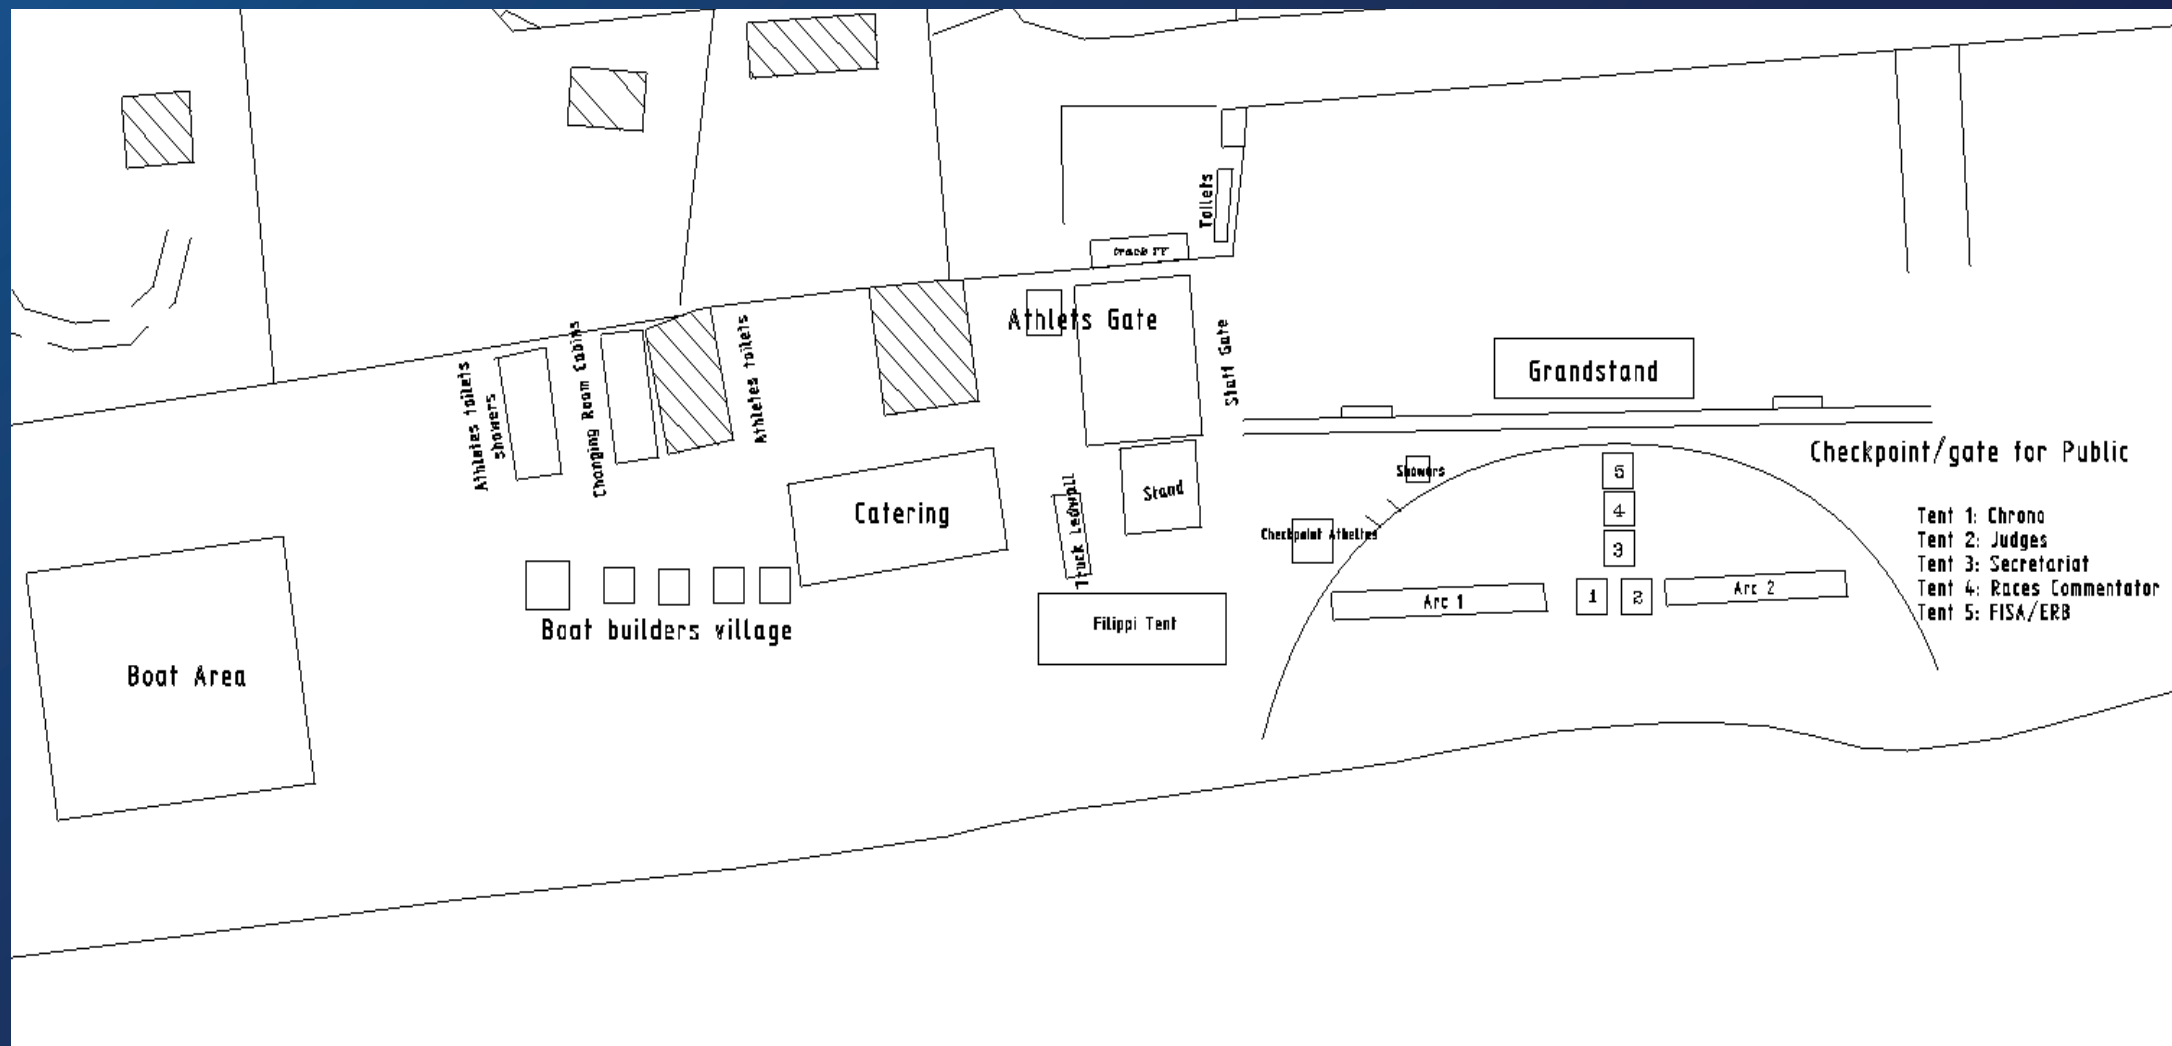 Toilets
truck TV
Athlets Gate
Staff Gate
Athletes toilets
showers
Changing Room Cabins
Athletes toilets
Grandstand
Checkpoint/gate for Public
Showers
5
4
3
1
2
Checkpoint Atheltes
Catering
Stand
Truck Ledwall
Tent 1: Chrono
Tent 2: Judges
Tent 3: Secretariat
Tent 4: Races Commentator
Tent 5: FISA/ERB
Arc 1
Arc 2
Filippi Tent
Boat builders village
Boat Area